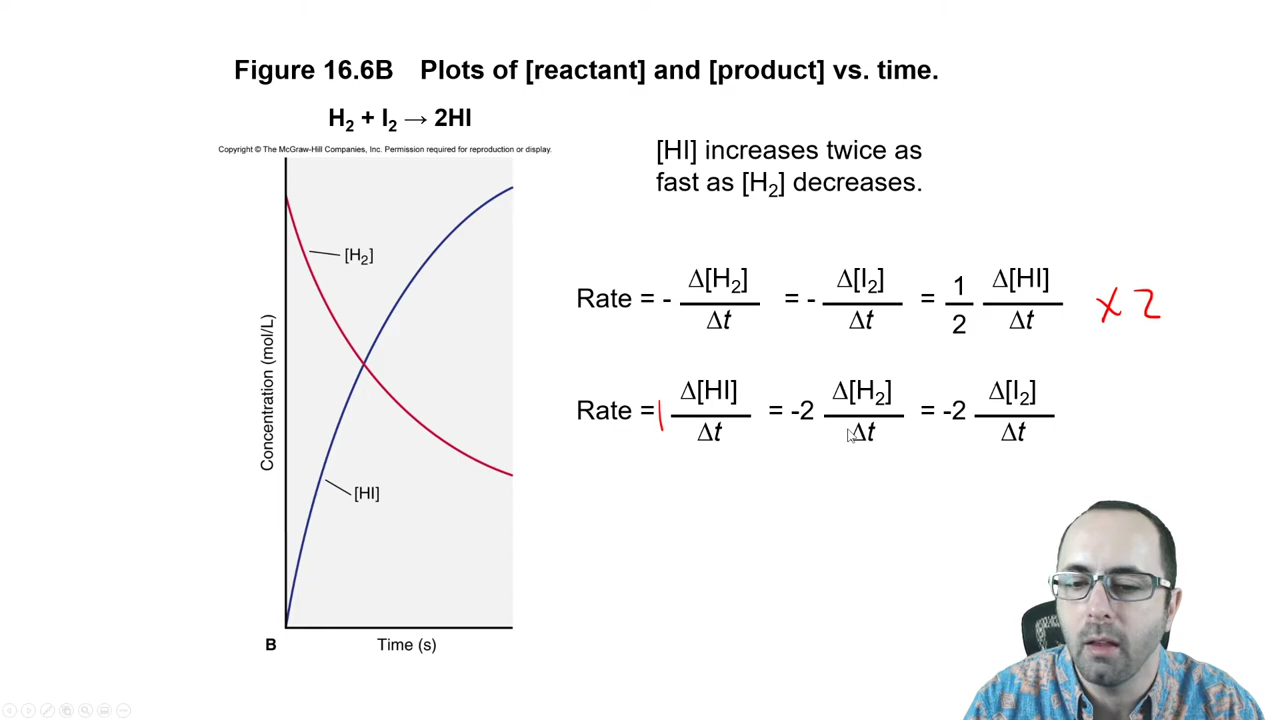 Figure 16.6B Plots of [reactant] and [product] vs. time.
H₂ + I₂ → 2HI
Copyright © The McGraw-Hill Companies, Inc. Permission required for reproduction or display.
[HI] increases twice as
fast as [H₂] decreases.
[H₂]
[HI]
Concentration (mol/L)
B
Time (s)
Rate = - Δ[H₂]/Δt = - Δ[I₂]/Δt = 1/2 Δ[HI]/Δt x 2
Rate = 1 Δ[HI]/Δt = -2 Δ[H₂]/Δt = -2 Δ[I₂]/Δt